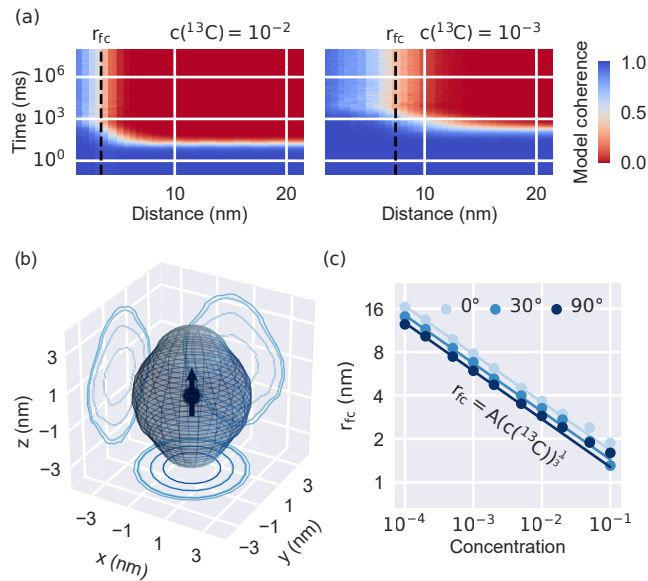 (a)
r_fc c(¹³C) = 10⁻²
r_fc c(¹³C) = 10⁻³
Time (ms)
10⁶
10³
10⁰
10 20
Distance (nm)
10 20
Distance (nm)
Model coherence
1.0
0.5
0.0
(b)
z (nm)
3
1
−1
−3
−3
−1
1
3
x (nm)
−3
−1
7
3
y (nm)
(c)
0° 30° 90°
r_fc (nm)
16
8
4
2
1
r_fc = A(c(¹³C))^⅓
10⁻⁴ 10⁻³ 10⁻² 10⁻¹
Concentration